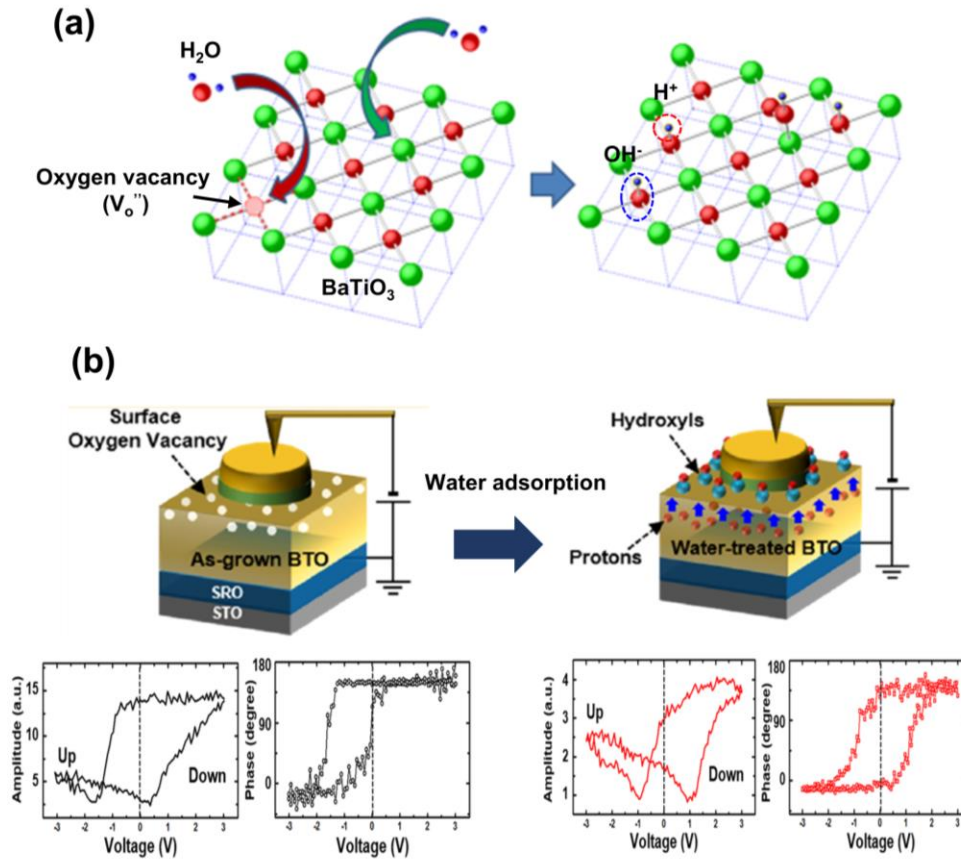 (a)
H₂O
Oxygen vacancy
(Vₒ¨)
BaTiO₃
H⁺
OH⁻
(b)
Surface
Oxygen Vacancy
As-grown BTO
SRO
STO
Water adsorption
Hydroxyls
Protons
Water-treated BTO
Amplitude (a.u.)
15
10
5
Up
Down
-3 -2 -1 0 1 2 3
Voltage (V)
Phase (degree)
180
90
0
-3 -2 -1 0 1 2 3
Voltage (V)
Amplitude (a.u.)
4
3
2
1
Up
Down
-3 -2 -1 0 1 2 3
Voltage (V)
Phase (degree)
180
90
0
-3 -2 -1 0 1 2 3
Voltage (V)